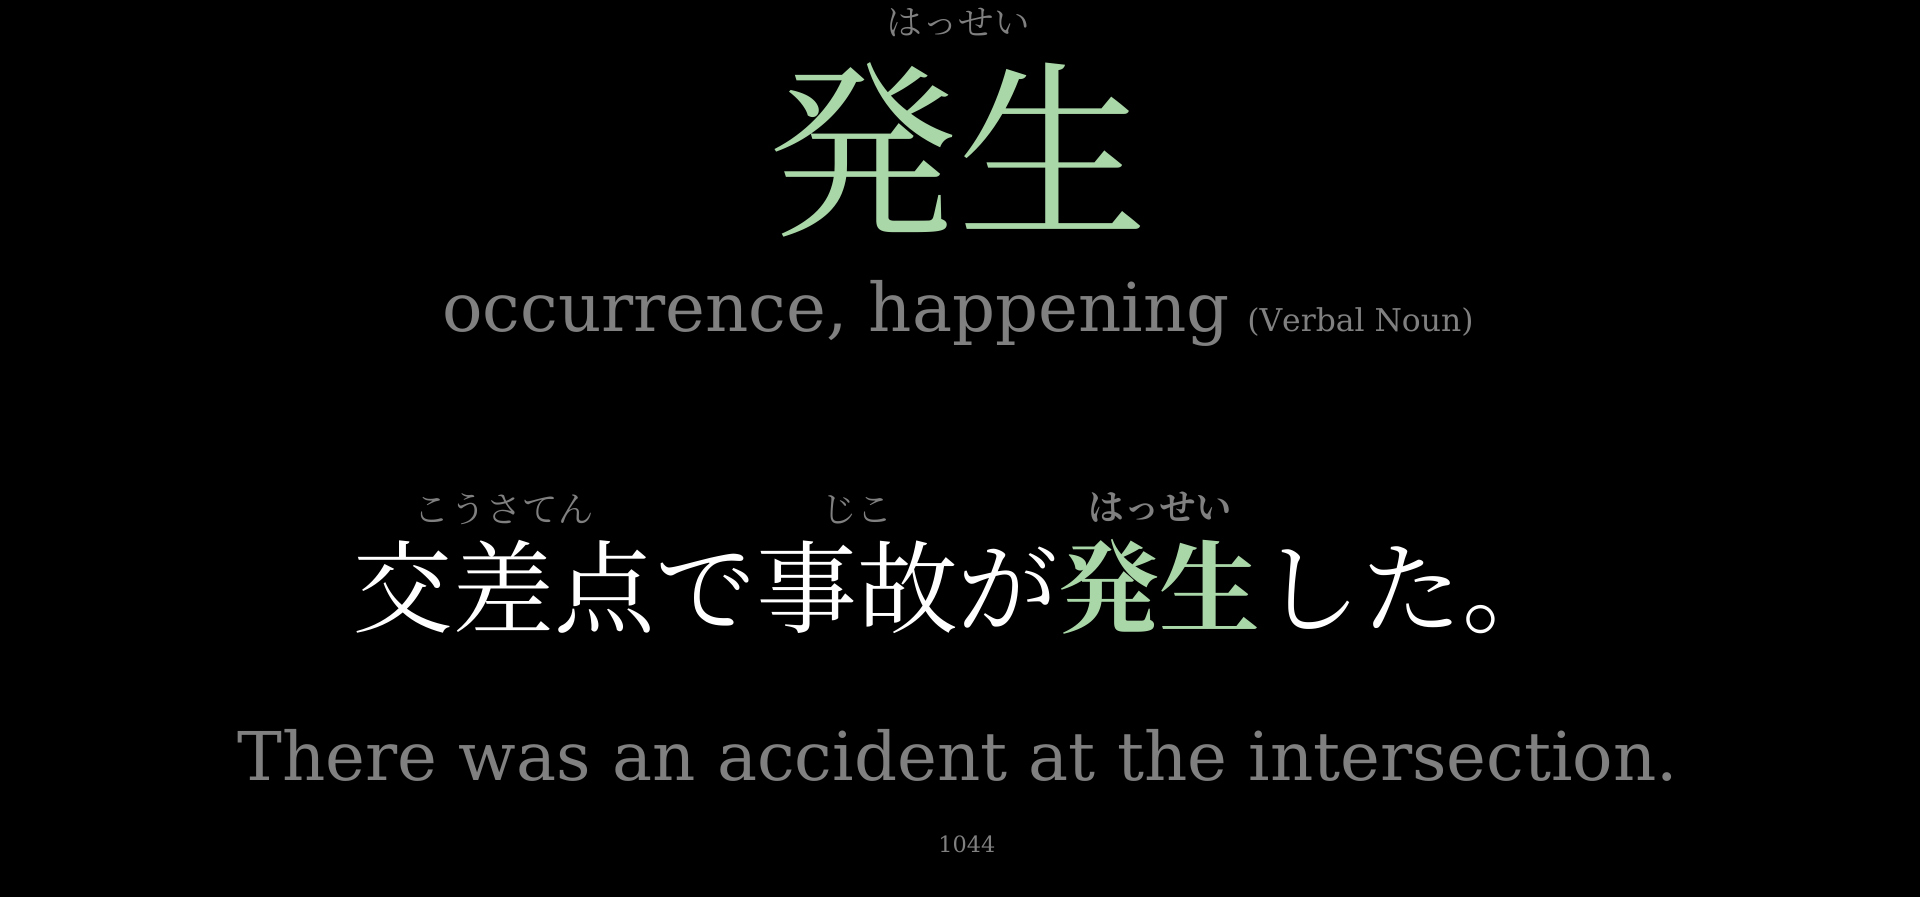 はっせい
発生
occurrence, happening (Verbal Noun)
こうさてん じこ はっせい
交差点で事故が発生した。
There was an accident at the intersection.
1044